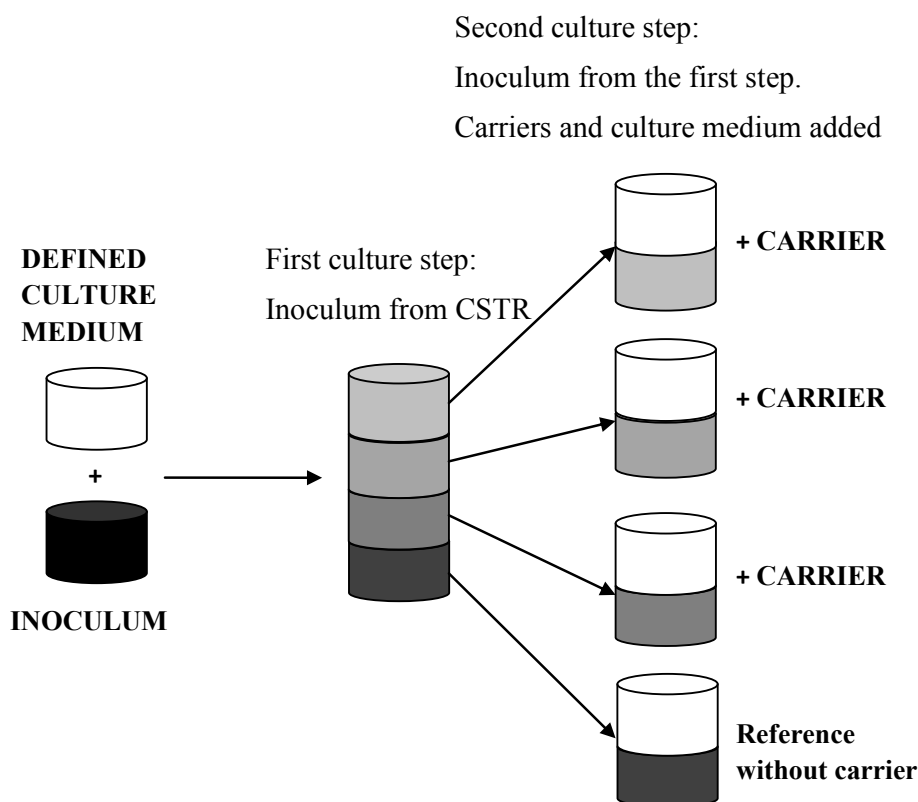 Second culture step:
Inoculum from the first step.
Carriers and culture medium added
DEFINED
CULTURE
MEDIUM
+
INOCULUM
First culture step:
Inoculum from CSTR
+ CARRIER
+ CARRIER
+ CARRIER
Reference
without carrier